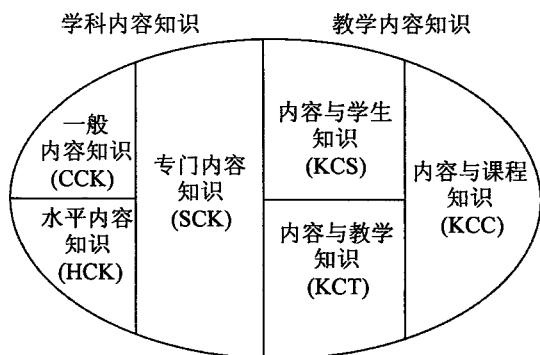 学科内容知识
教学内容知识
一般
内容知识
(CCK)
水平内容
知识
(HCK)
专门内容
知识
(SCK)
内容与学生
知识
(KCS)
内容与教学
知识
(KCT)
内容与课程
知识
(KCC)